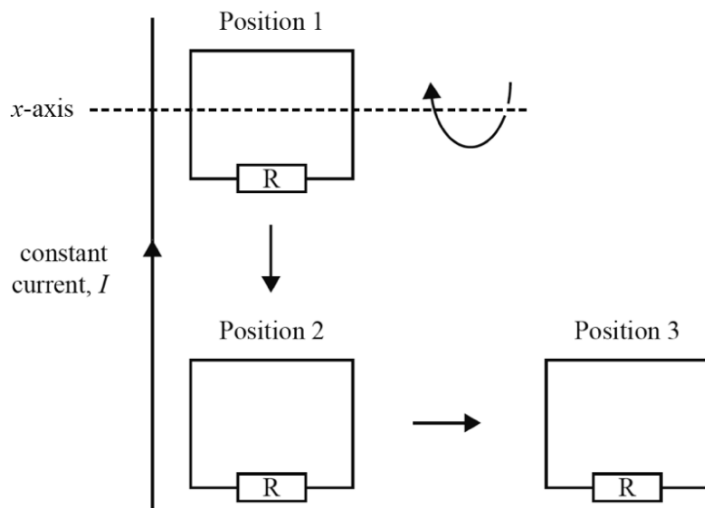 Position 1
x-axis
R
constant
current, I
Position 2
Position 3
R
R